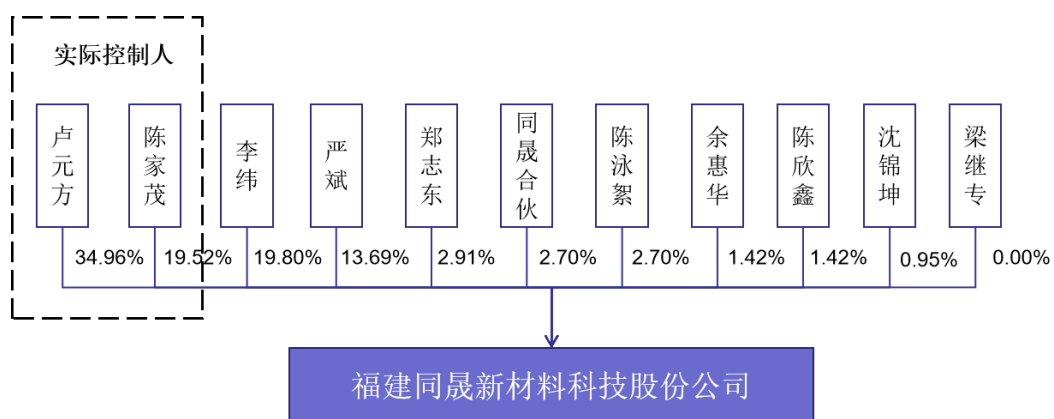 实际控制人
卢元方
陈家茂
李纬
严斌
郑志东
同晟合伙
陈泳絮
余惠华
陈欣鑫
沈锦坤
梁继专
34.96%
19.52%
19.80%
13.69%
2.91%
2.70%
2.70%
1.42%
1.42%
0.95%
0.00%
福建同晟新材料科技股份公司